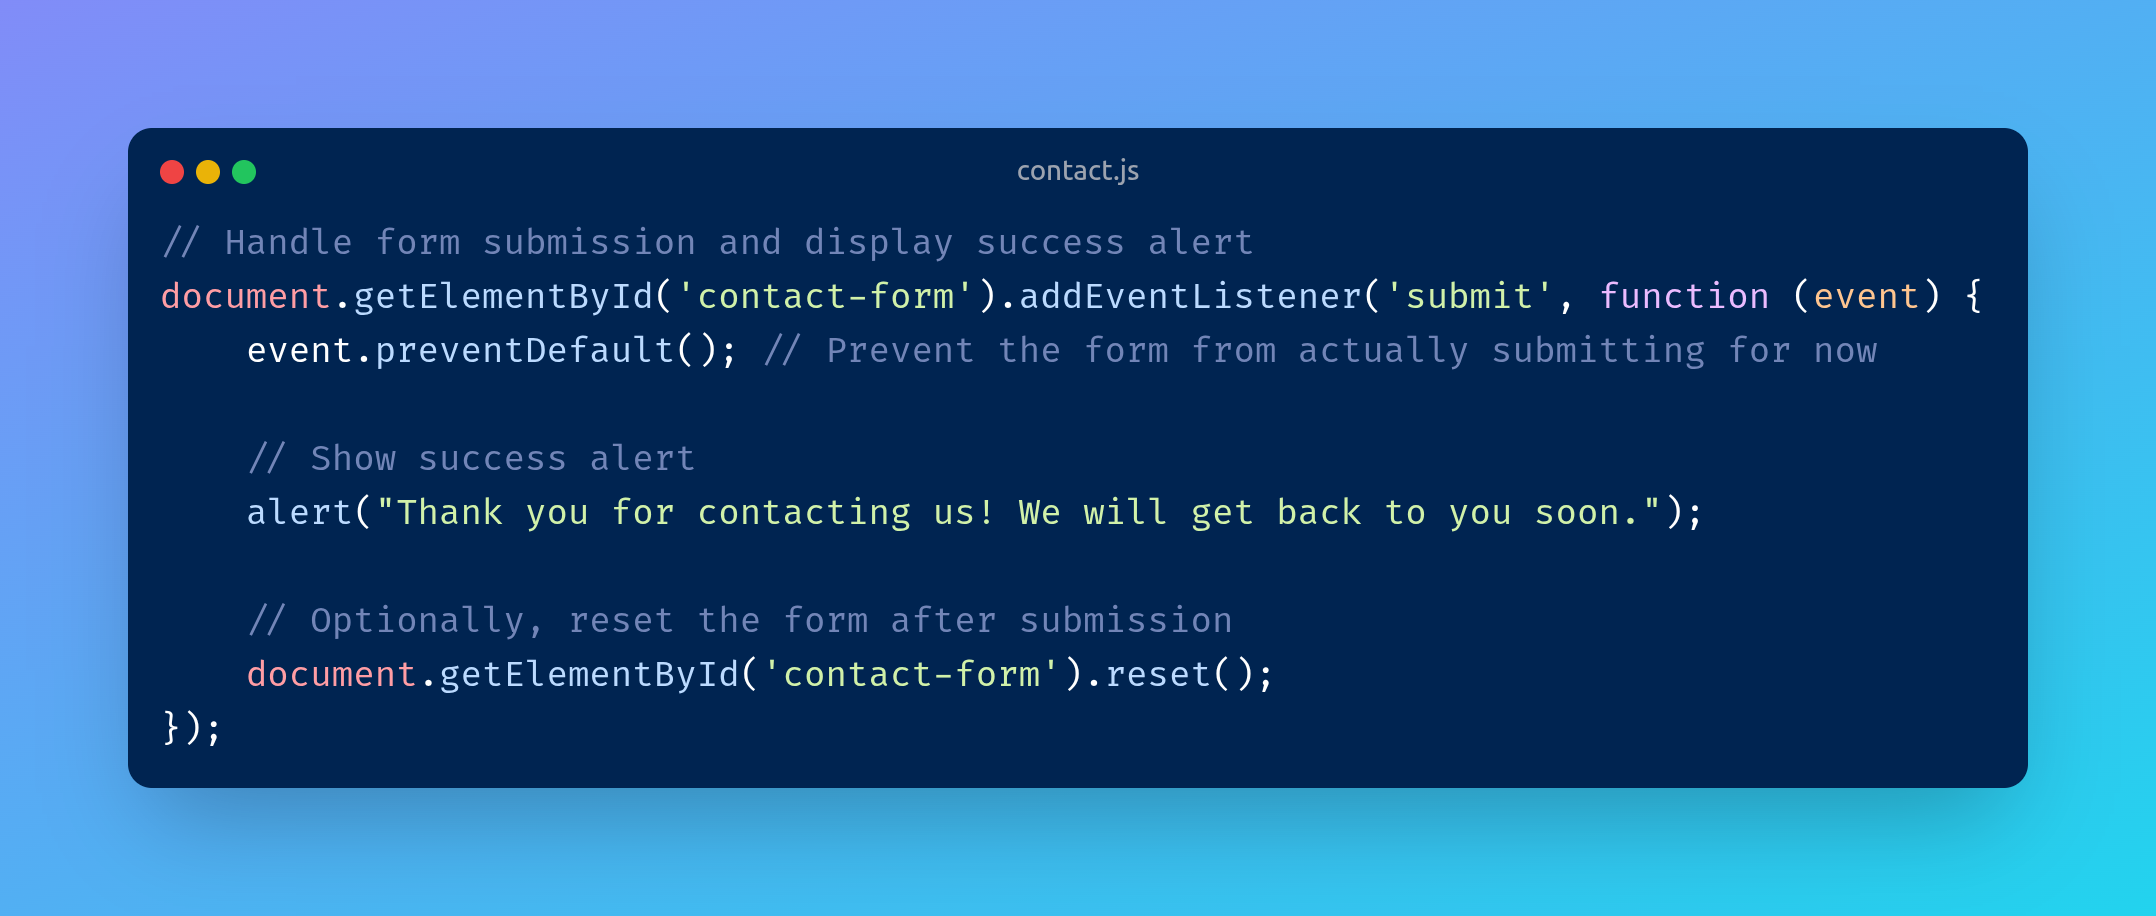 contact.js
// Handle form submission and display success alert
document.getElementById('contact-form').addEventListener('submit', function (event) {
    event.preventDefault(); // Prevent the form from actually submitting for now

    // Show success alert
    alert("Thank you for contacting us! We will get back to you soon.");

    // Optionally, reset the form after submission
    document.getElementById('contact-form').reset();
});